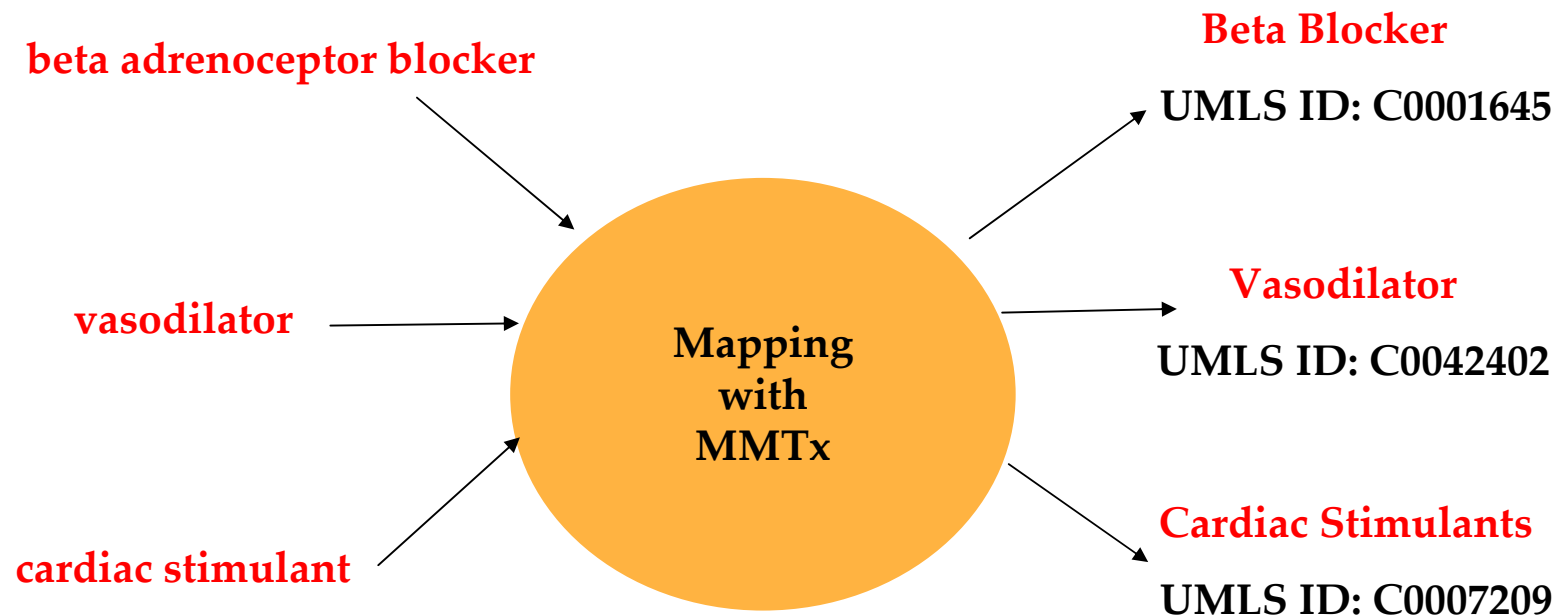 beta adrenoceptor blocker
vasodilator
cardiac stimulant
Mapping
with
MMTx
Beta Blocker
UMLS ID: C0001645
Vasodilator
UMLS ID: C0042402
Cardiac Stimulants
UMLS ID: C0007209